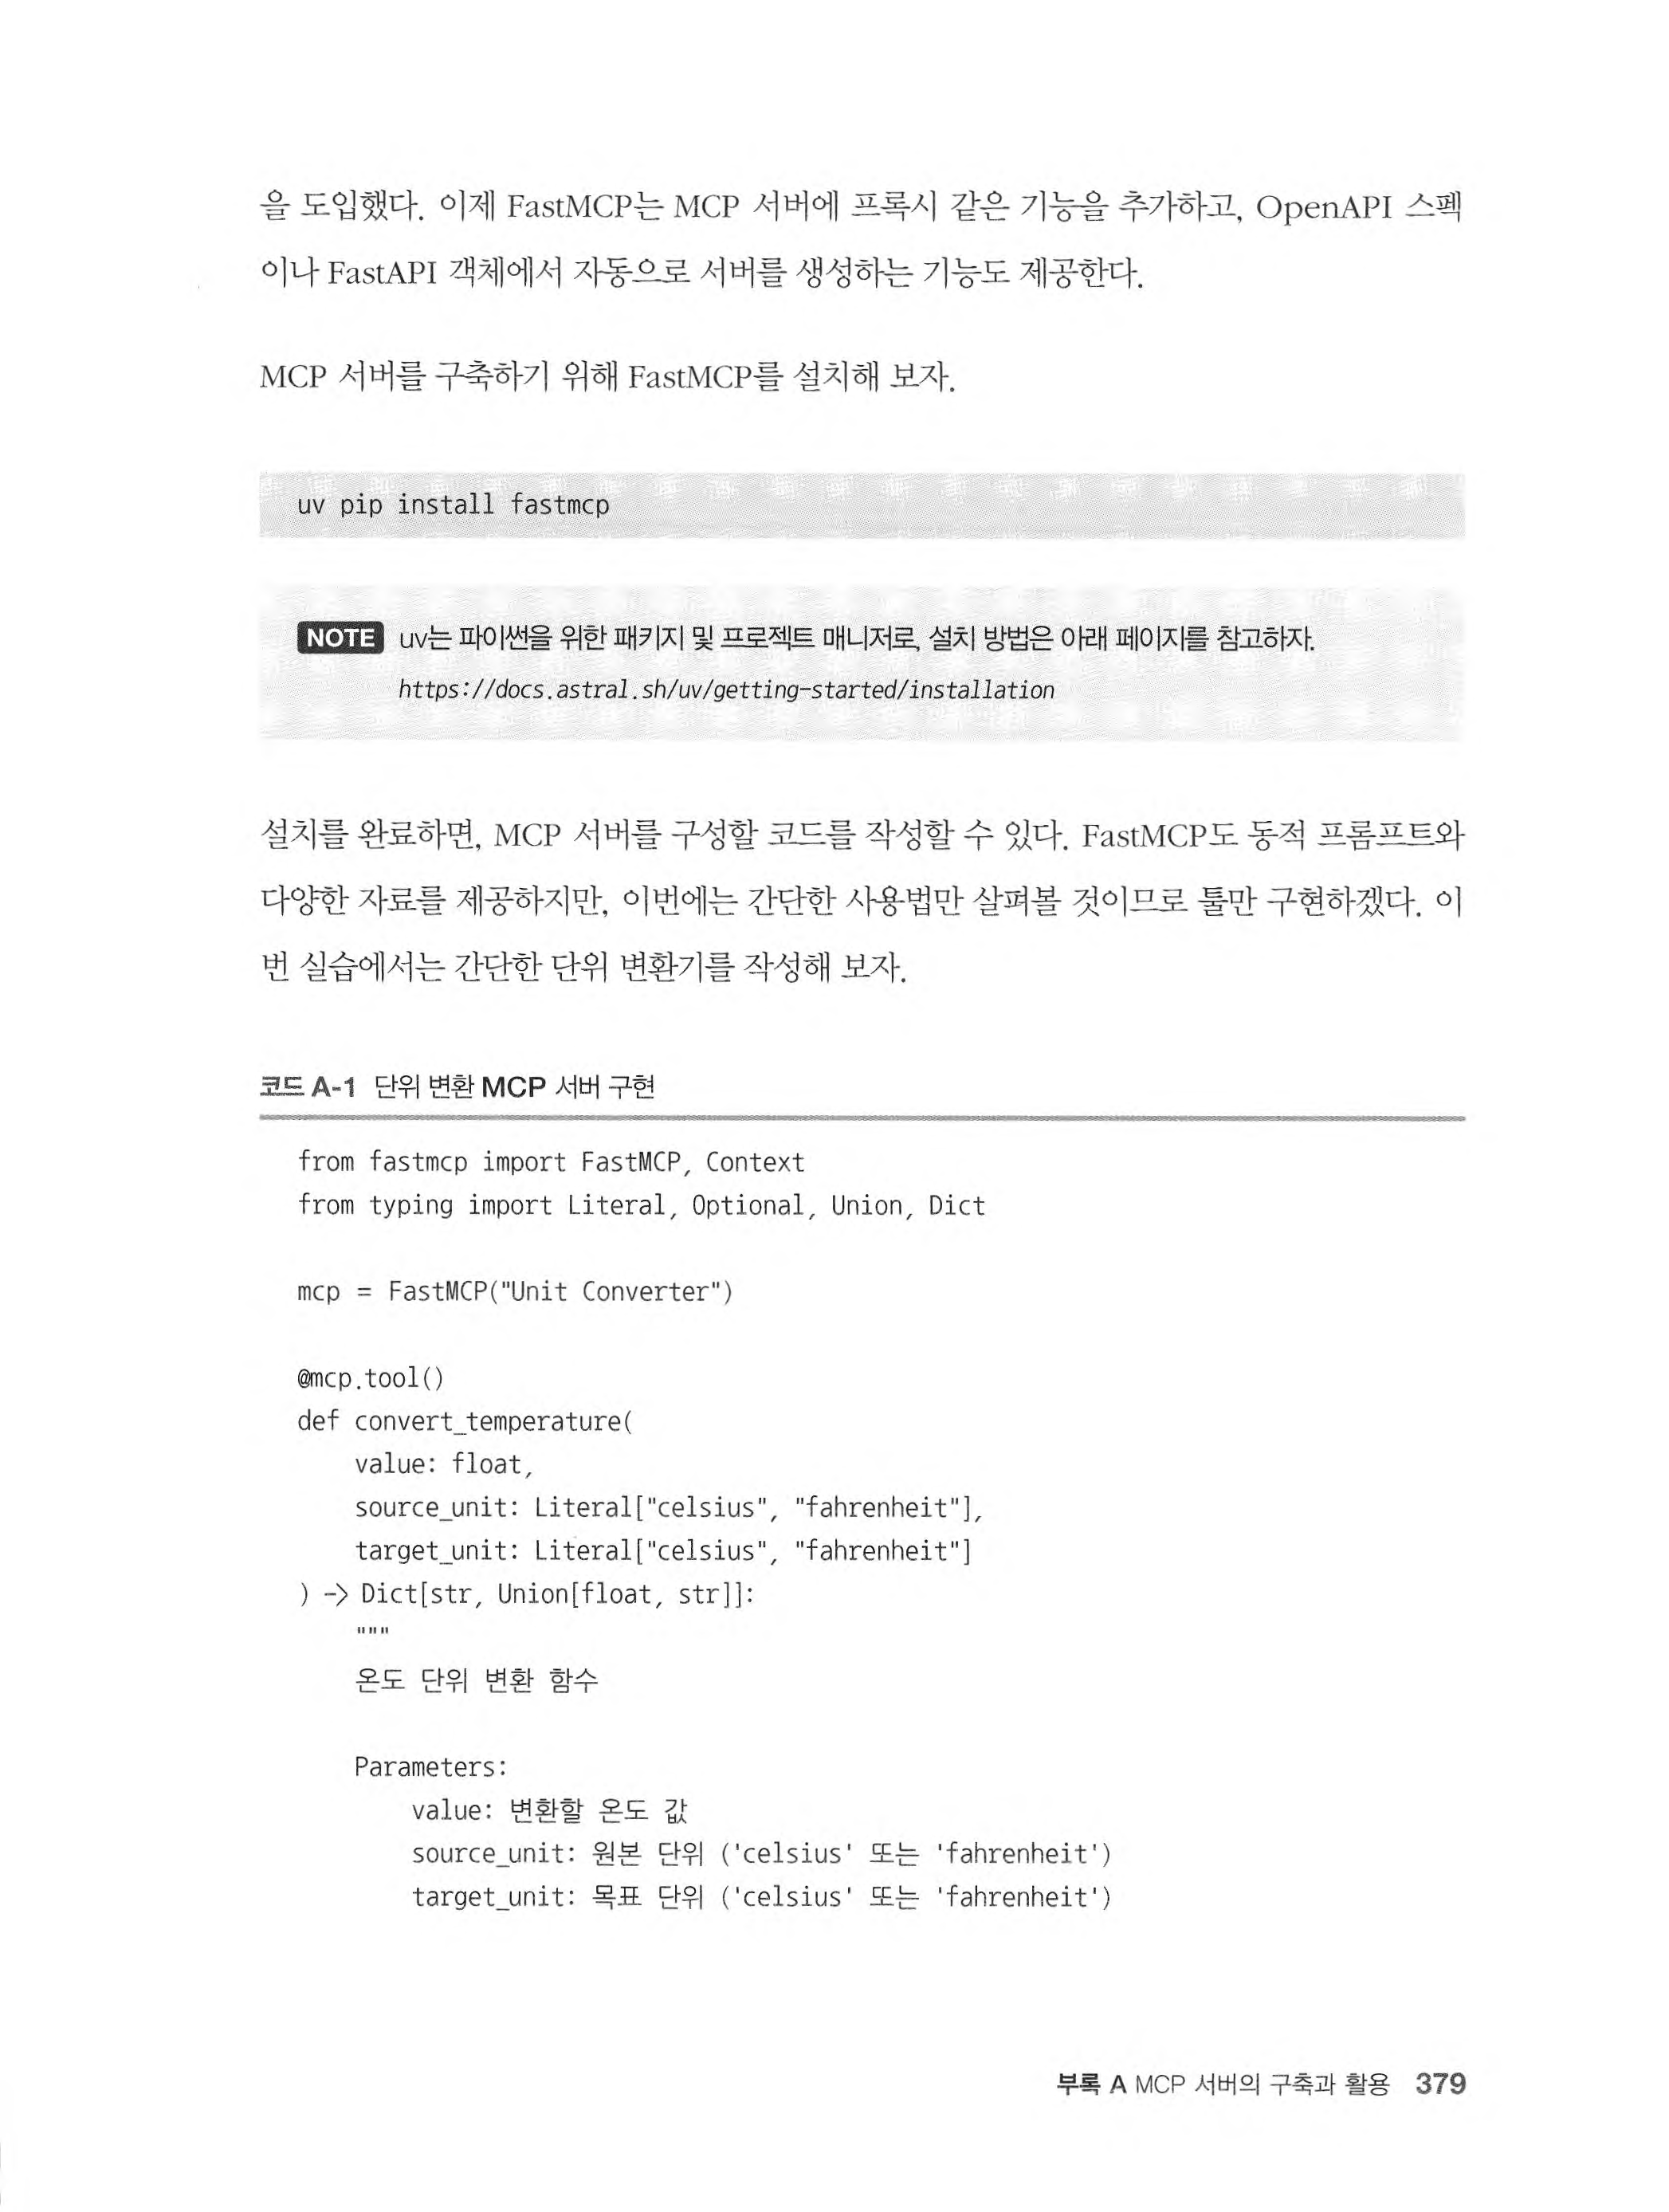 을 도입했다. 이제 FastMCP는 MCP 서버에 프록시 같은 기능을 추가하고, OpenAPI 스펙
이나 FastAPI 객체에서 자동으로 서버를 생성하는 기능도 제공한다.
MCP 서버를 구축하기 위해 FastMCP를 설치해 보자.
uv pip install fastmcp
NOTE uv는 파이썬을 위한 패키지 및 프로젝트 매니저로, 설치 방법은 아래 페이지를 참고하자.
https://docs.astral.sh/uv/getting-started/installation
설치를 완료하면, MCP 서버를 구성할 코드를 작성할 수 있다. FastMCP도 동적 프롬프트와
다양한 자료를 제공하지만, 이번에는 간단한 사용법만 살펴볼 것이므로 툴만 구현하겠다. 이
번 실습에서는 간단한 단위 변환기를 작성해 보자.
코드 A-1 단위 변환 MCP 서버 구현
from fastmcp import FastMCP, Context
from typing import Literal, Optional, Union, Dict
mcp = FastMCP("Unit Converter")
@mcp.tool()
def convert_temperature(
    value: float,
    source_unit: Literal["celsius", "fahrenheit"],
    target_unit: Literal["celsius", "fahrenheit"]
) -> Dict[str, Union[float, str]]:
    """
    온도 단위 변환 함수
    Parameters:
        value: 변환할 온도 값
        source_unit: 원본 단위 ('celsius' 또는 'fahrenheit')
        target_unit: 목표 단위 ('celsius' 또는 'fahrenheit')
부록 A MCP 서버의 구축과 활용 379